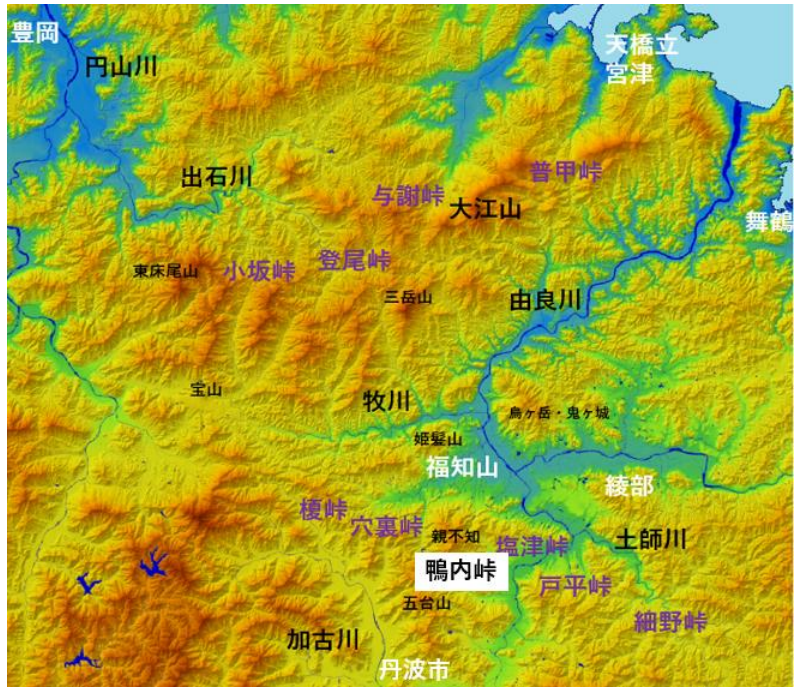 豊岡
円山川
天橋立
宮津
出石川
与謝峠
普甲峠
大江山
舞鶴
東床尾山
小坂峠
登尾峠
三岳山
由良川
宝山
牧川
烏ヶ岳・鬼ヶ城
姫髪山
福知山
綾部
榎峠
穴裏峠
親不知
塩津峠
土師川
鴨内峠
戸平峠
五台山
細野峠
加古川
丹波市